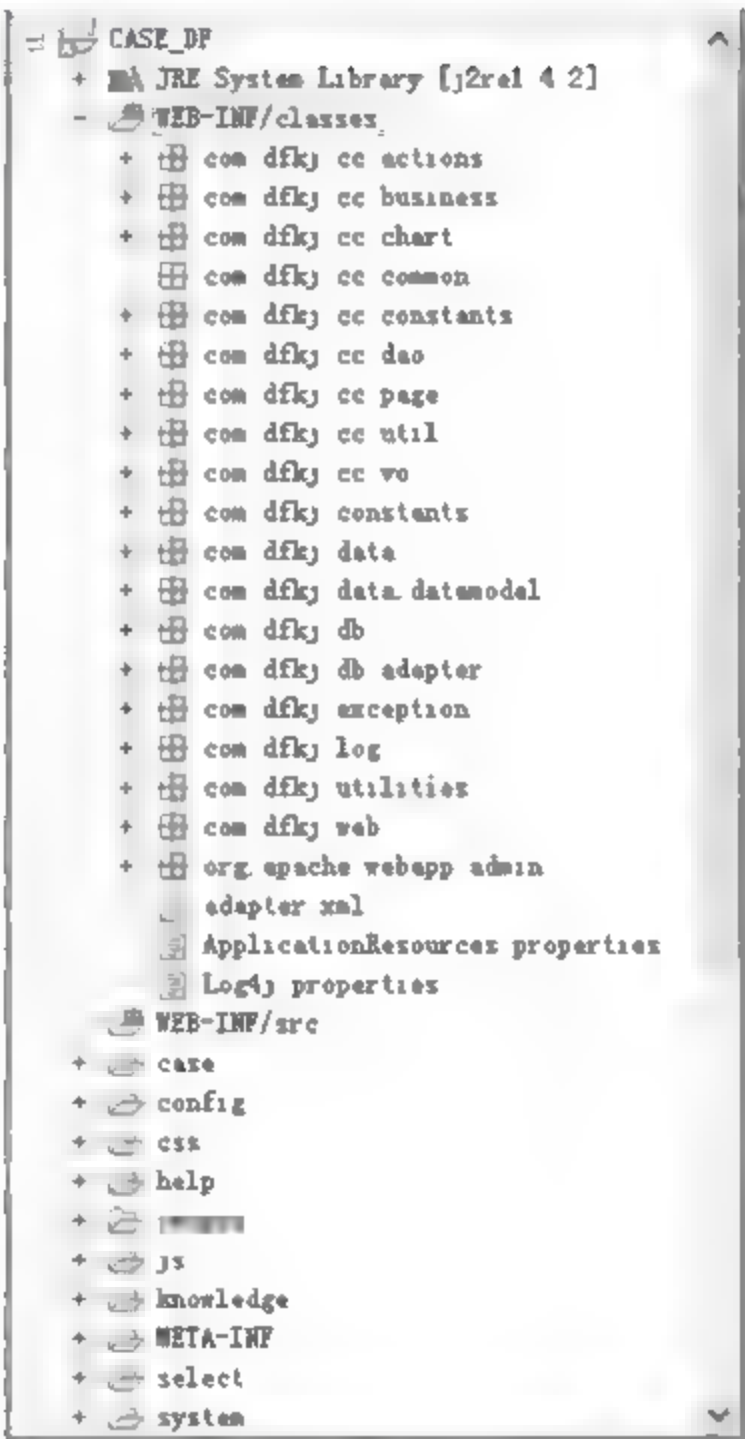 CASE_DF
JRE System Library [j2re1 4 2]
WEB-INF/classes
com dfkj cc actions
com dfkj cc business
com dfkj cc chart
com dfkj cc common
com dfkj cc constants
com dfkj cc dao
com dfkj cc page
com dfkj cc util
com dfkj cc vo
com dfkj constants
com dfkj data
com dfkj data.datamodel
com dfkj db
com dfkj db adapter
com dfkj exception
com dfkj log
com dfkj utilities
com dfkj web
org.apache webapp admin
adapter xml
ApplicationResources properties
Log4j properties
WEB-INF/src
case
config
css
help
js
knowledge
META-INF
select
system